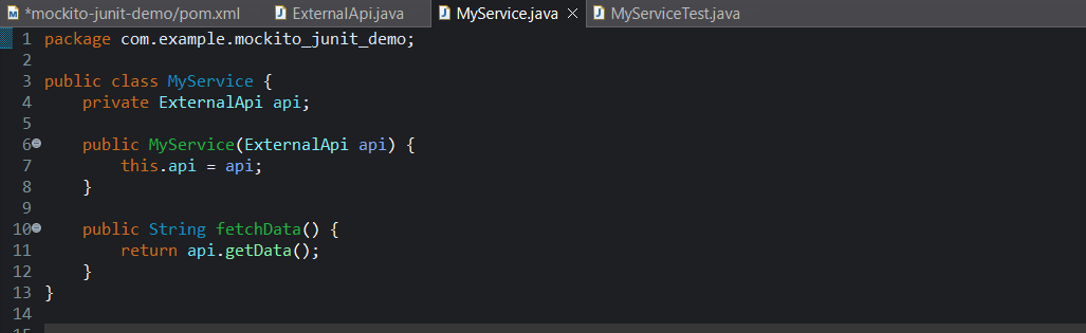 *mockito-junit-demo/pom.xml ExternalApi.java MyService.java MyServiceTest.java
1 package com.example.mockito_junit_demo;
2
3 public class MyService {
4     private ExternalApi api;
5
6     public MyService(ExternalApi api) {
7         this.api = api;
8     }
9
10     public String fetchData() {
11         return api.getData();
12     }
13 }
14
15